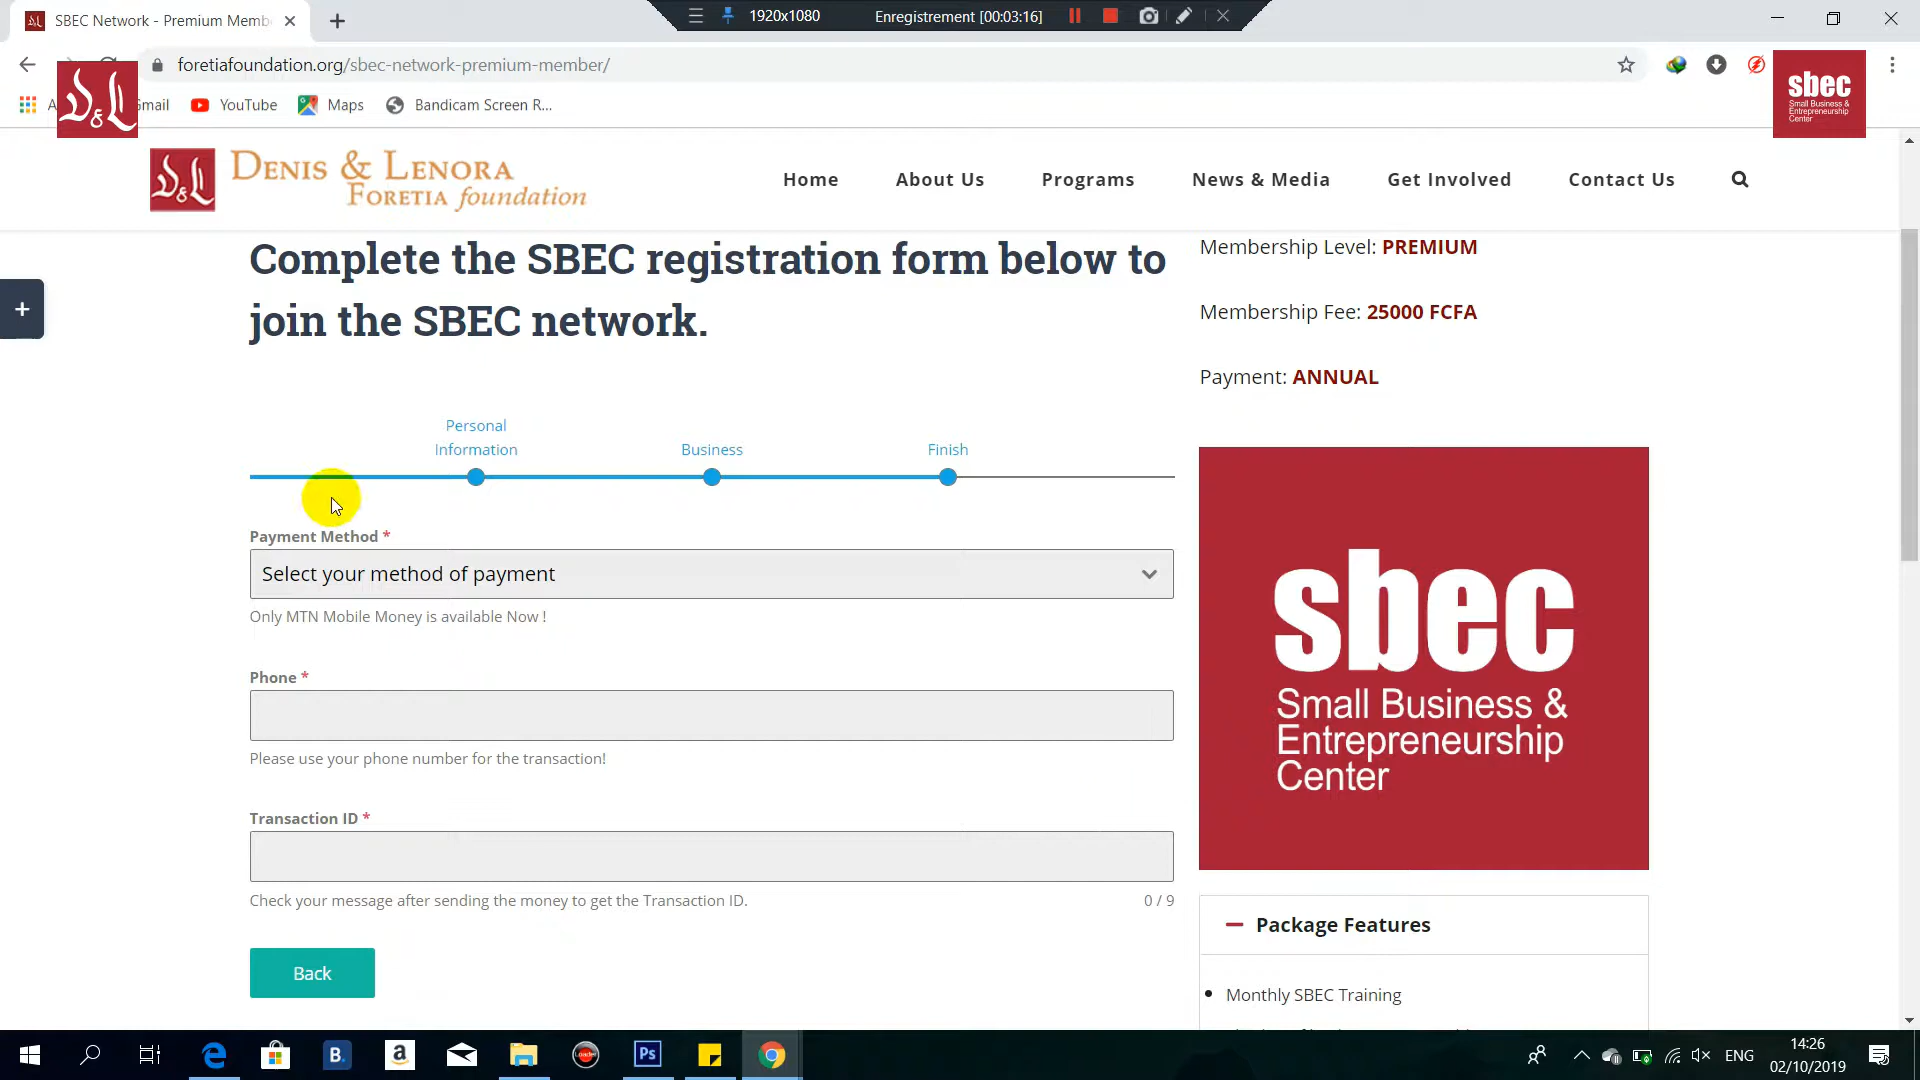 SBEC Network - Premium Memb
1920x1080
Enregistrement [00:03:16]
foretiafoundation.org/sbec-network-premium-member/
YouTube
Maps
Bandicam Screen R...
D&L
sbec
Small Business &
Entrepreneurship
Center
D&L
DENIS & LENORA
FORETIA foundation
Home
About Us
Programs
News & Media
Get Involved
Contact Us
Complete the SBEC registration form below to
join the SBEC network.
Membership Level: PREMIUM
Membership Fee: 25000 FCFA
Payment: ANNUAL
Personal
Information
Business
Finish
Payment Method *
Select your method of payment
Only MTN Mobile Money is available Now !
Phone *
Please use your phone number for the transaction!
Transaction ID *
Check your message after sending the money to get the Transaction ID.
0 / 9
Back
sbec
Small Business &
Entrepreneurship
Center
Package Features
Monthly SBEC Training
B.
a
Loader
Ps
ENG
14:26
02/10/2019